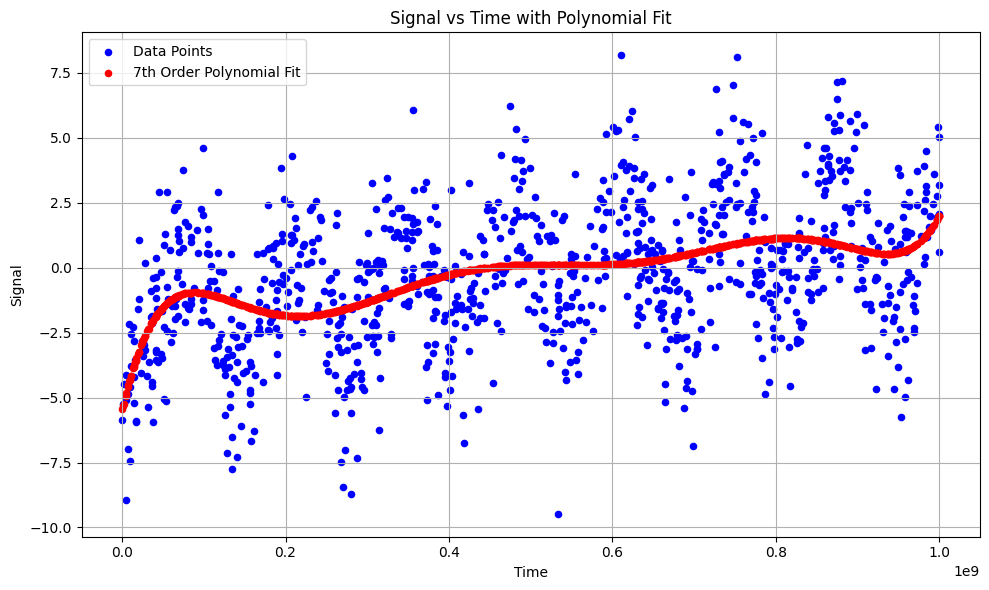 Signal vs Time with Polynomial Fit
Data Points
7th Order Polynomial Fit
7.5
5.0
2.5
0.0
−2.5
−5.0
−7.5
−10.0
Signal
0.0 0.2 0.4 0.6 0.8 1.0
1e9
Time